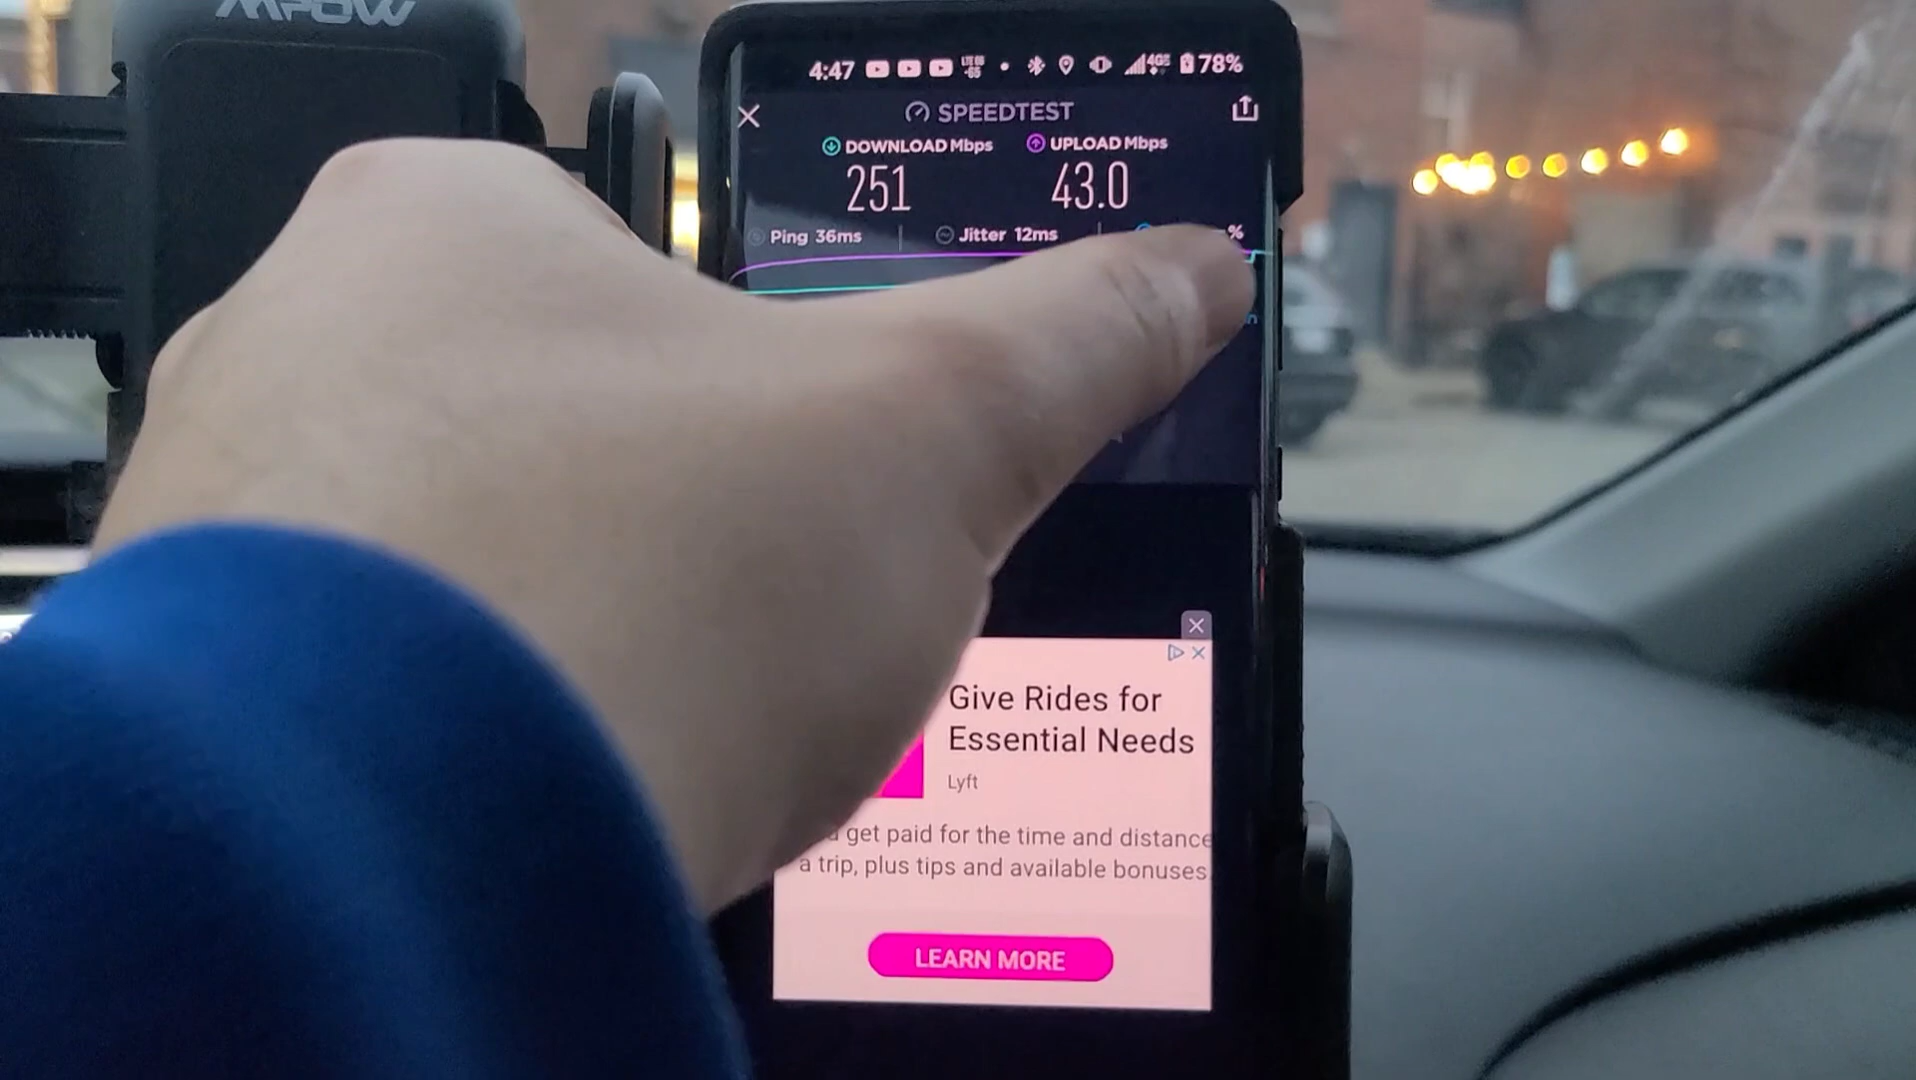 MPOW
4:47 LTE 78%
SPEEDTEST
DOWNLOAD Mbps UPLOAD Mbps
251 43.0
Ping 36ms Jitter 12ms %
Give Rides for
Essential Needs
Lyft
get paid for the time and distance
a trip, plus tips and available bonuses.
LEARN MORE